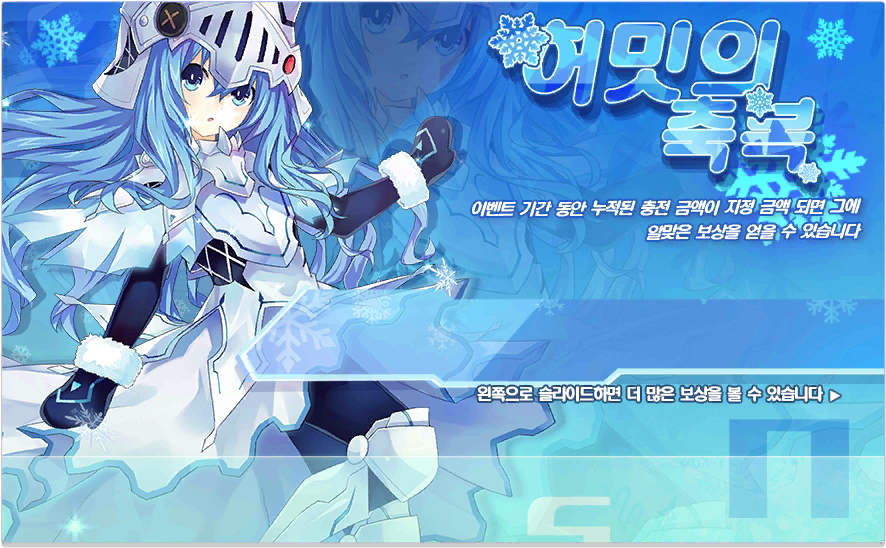 허밋의
축복
이벤트 기간 동안 누적된 충전 금액이 지정 금액 되면 그에
알맞은 보상을 얻을 수 있습니다
왼쪽으로 슬라이드하면 더 많은 보상을 볼 수 있습니다 ▶